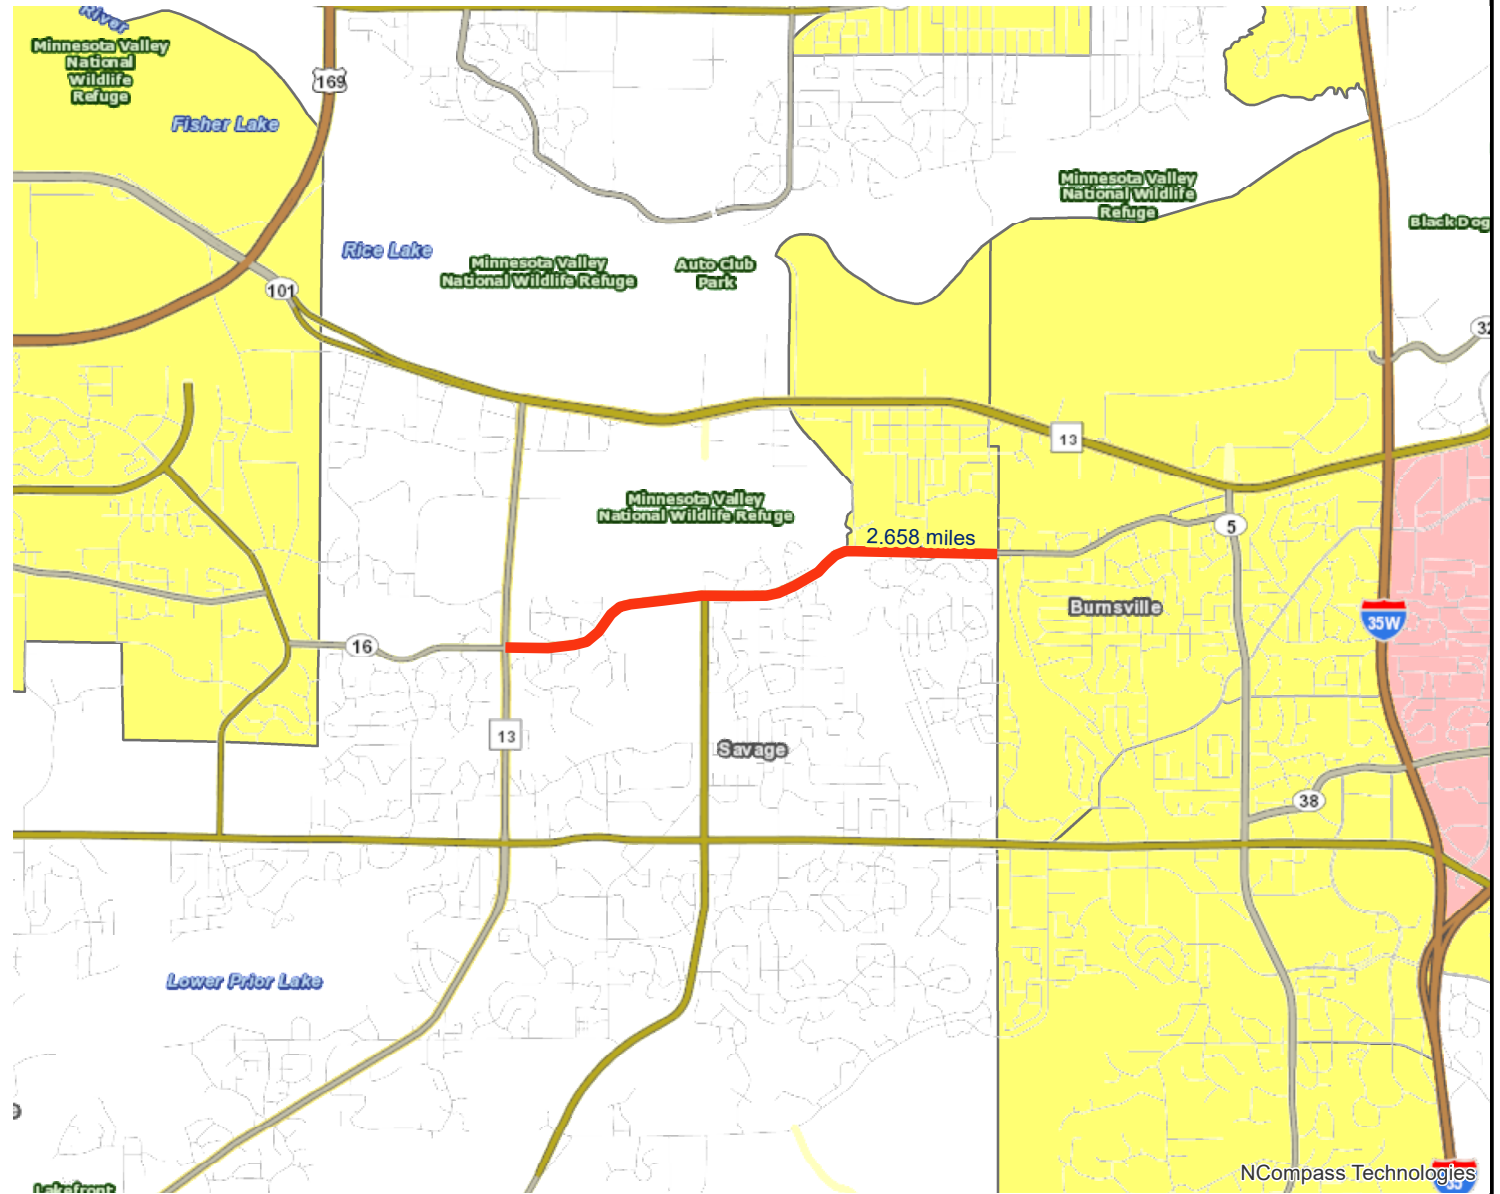 River
Minnesota Valley
National
Wildlife
Refuge
169
Fisher Lake
Minnesota Valley
National Wildlife
Refuge
Black Dog
Rice Lake
Minnesota Valley
National Wildlife Refuge
Auto Club
Park
101
32
13
Minnesota Valley
National Wildlife Refuge
5
2.658 miles
Burnsville
35W
16
13
Savage
38
Lower Prior Lake
e
NCompass Technologies
35
Lakefront